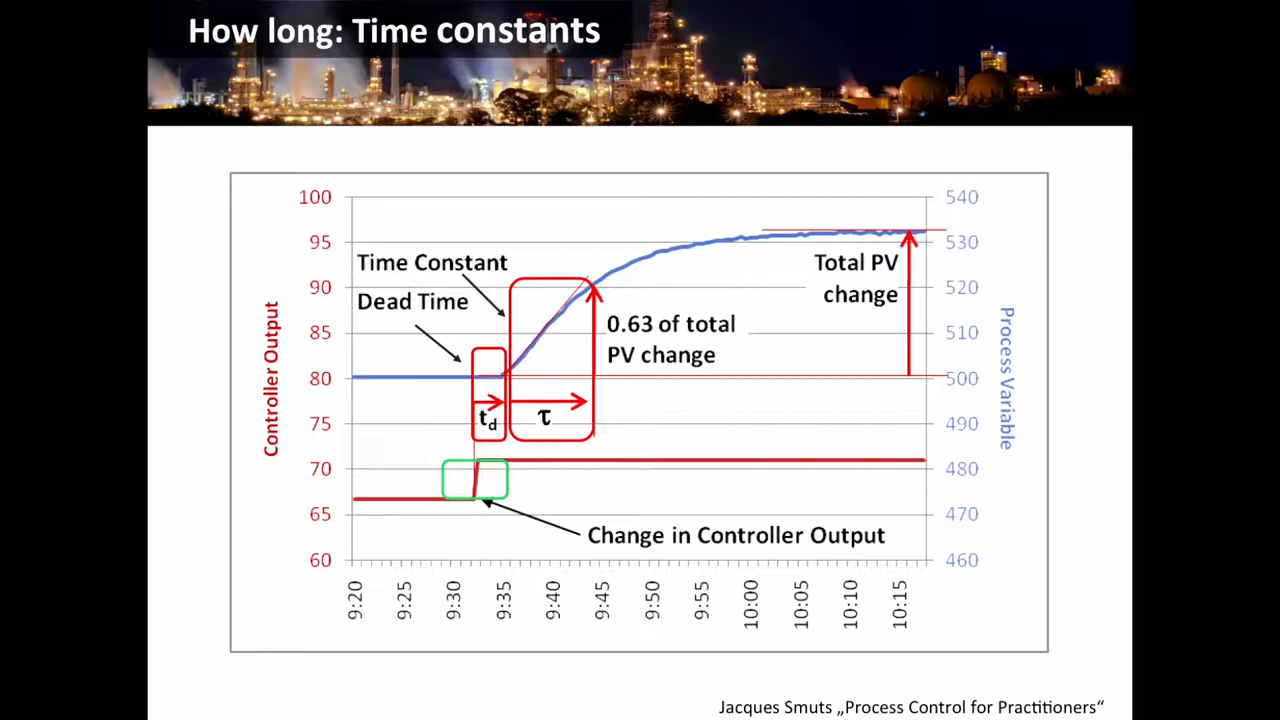 How long: Time constants
100
95
90
85
80
75
70
65
60
Controller Output
540
530
520
510
500
490
480
470
460
Process Variable
Time Constant
Dead Time
Total PV
change
0.63 of total
PV change
td
τ
Change in Controller Output
9:20
9:25
9:30
9:35
9:40
9:45
9:50
9:55
10:00
10:05
10:10
10:15
Jacques Smuts „Process Control for Practitioners“